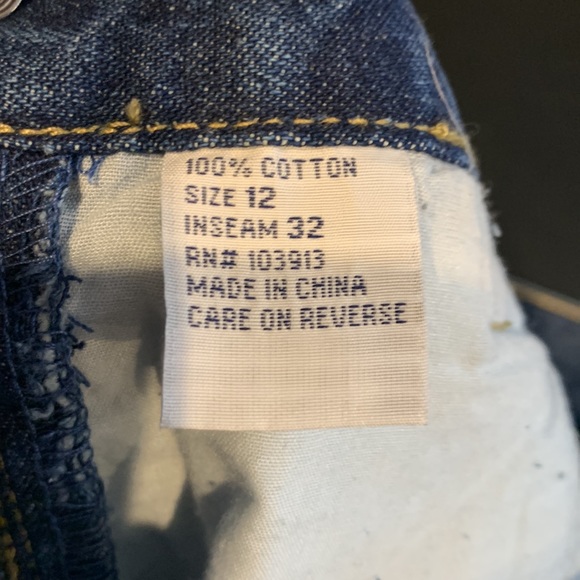 100% COTTON
SIZE 12
INSEAM 32
RN# 103913
MADE IN CHINA
CARE ON REVERSE